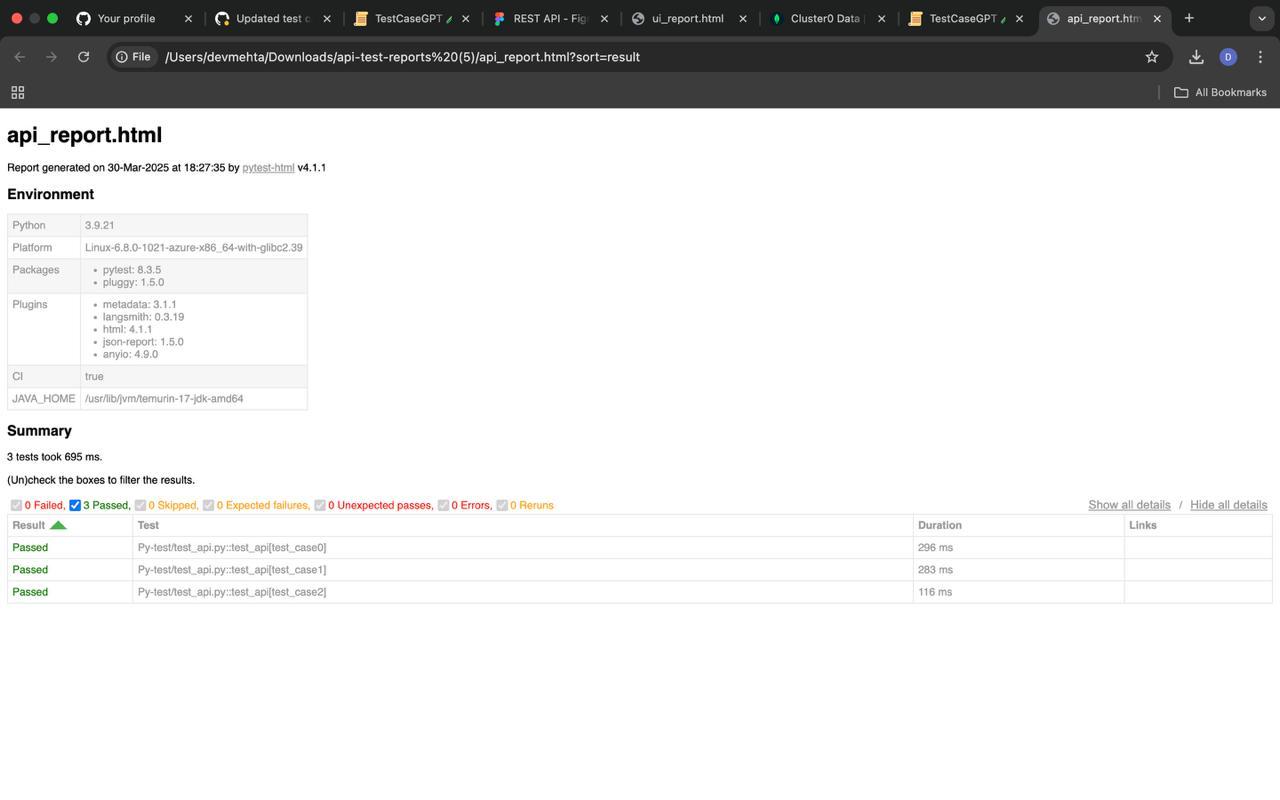 Your profile
Updated test c
TestCaseGPT
REST API - Fig
ui_report.html
Cluster0 Data
TestCaseGPT
api_report.htm
File
/Users/devmehta/Downloads/api-test-reports%20(5)/api_report.html?sort=result
D
All Bookmarks
api_report.html
Report generated on 30-Mar-2025 at 18:27:35 by pytest-html v4.1.1
Environment
Python 3.9.21
Platform Linux-6.8.0-1021-azure-x86_64-with-glibc2.39
Packages • pytest: 8.3.5
• pluggy: 1.5.0
Plugins • metadata: 3.1.1
• langsmith: 0.3.19
• html: 4.1.1
• json-report: 1.5.0
• anyio: 4.9.0
CI true
JAVA_HOME /usr/lib/jvm/temurin-17-jdk-amd64
Summary
3 tests took 695 ms.
(Un)check the boxes to filter the results.
0 Failed, 3 Passed, 0 Skipped, 0 Expected failures, 0 Unexpected passes, 0 Errors, 0 Reruns Show all details / Hide all details
Result Test Duration Links
Passed Py-test/test_api.py::test_api[test_case0] 296 ms
Passed Py-test/test_api.py::test_api[test_case1] 283 ms
Passed Py-test/test_api.py::test_api[test_case2] 116 ms